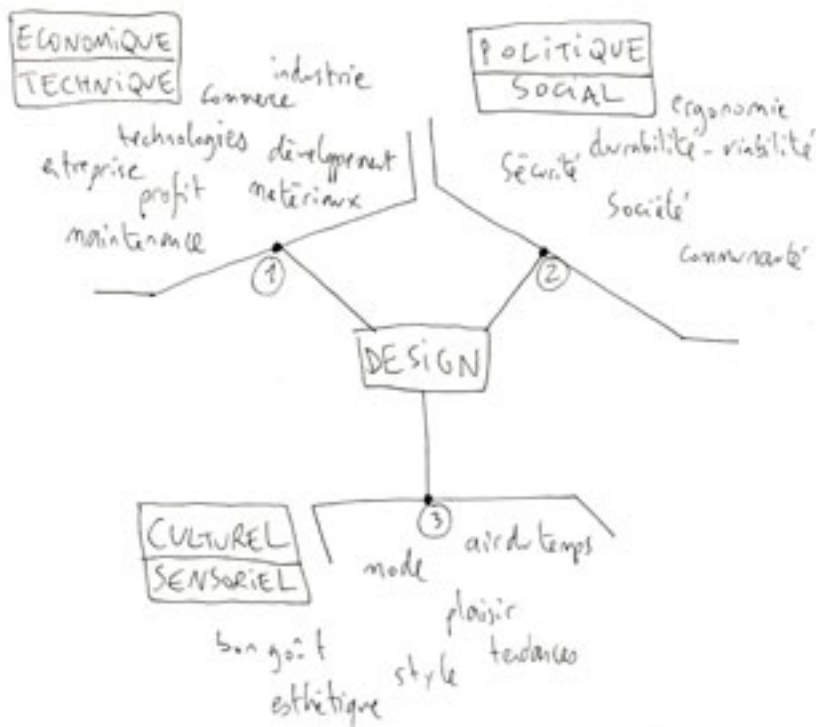 ECONOMIQUE
TECHNIQUE
industrie
commerce
technologies
développement
entreprise
profit
matériaux
maintenance
1
POLITIQUE
SOCIAL
ergonomie
durabilité - viabilité
Sécurité
Société
communauté
2
DESiGN
3
CULTUREL
SENSORiEL
air du temps
mode
plaisir
bon goût
style
tendances
esthétique